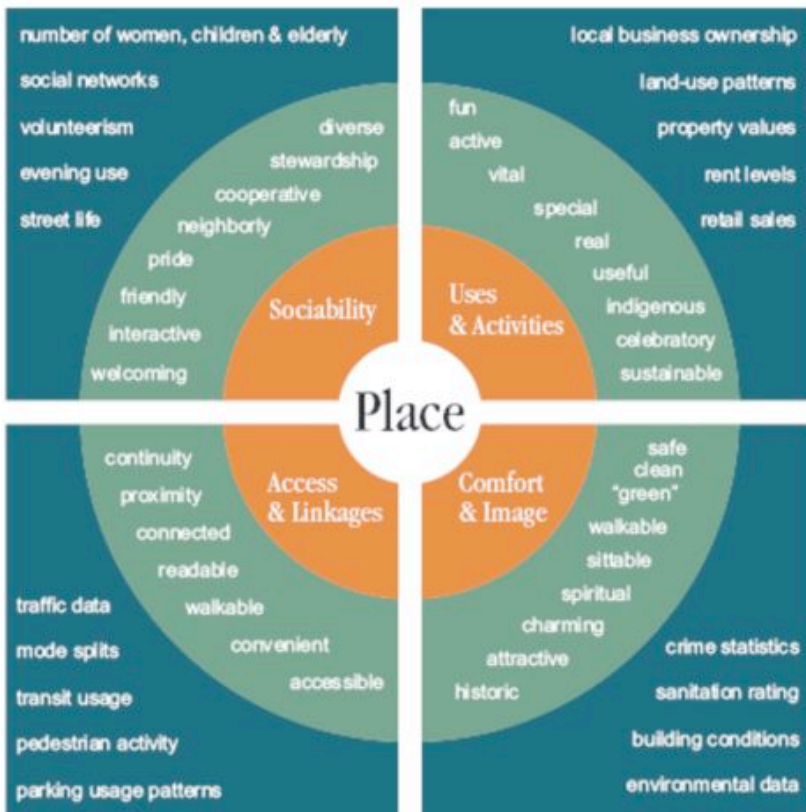 number of women, children & elderly
social networks
volunteerism
evening use
street life
diverse
stewardship
cooperative
neighborly
pride
friendly
interactive
welcoming
Sociability
local business ownership
land-use patterns
property values
rent levels
retail sales
fun
active
vital
special
real
useful
indigenous
celebratory
sustainable
Uses
& Activities
Place
continuity
proximity
connected
readable
walkable
convenient
accessible
Access
& Linkages
traffic data
mode splits
transit usage
pedestrian activity
parking usage patterns
Comfort
& Image
safe
clean
"green"
walkable
sittable
spiritual
charming
attractive
historic
crime statistics
sanitation rating
building conditions
environmental data